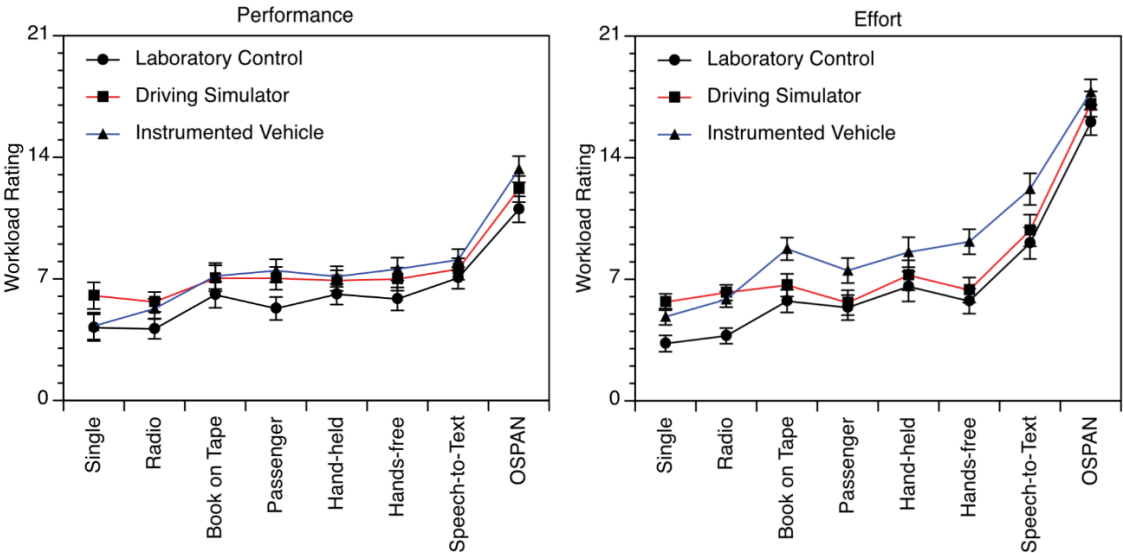 Performance
21
14
7
0
Workload Rating
Laboratory Control
Driving Simulator
Instrumented Vehicle
Single
Radio
Book on Tape
Passenger
Hand-held
Hands-free
Speech-to-Text
OSPAN
Effort
21
14
7
0
Workload Rating
Laboratory Control
Driving Simulator
Instrumented Vehicle
Single
Radio
Book on Tape
Passenger
Hand-held
Hands-free
Speech-to-Text
OSPAN